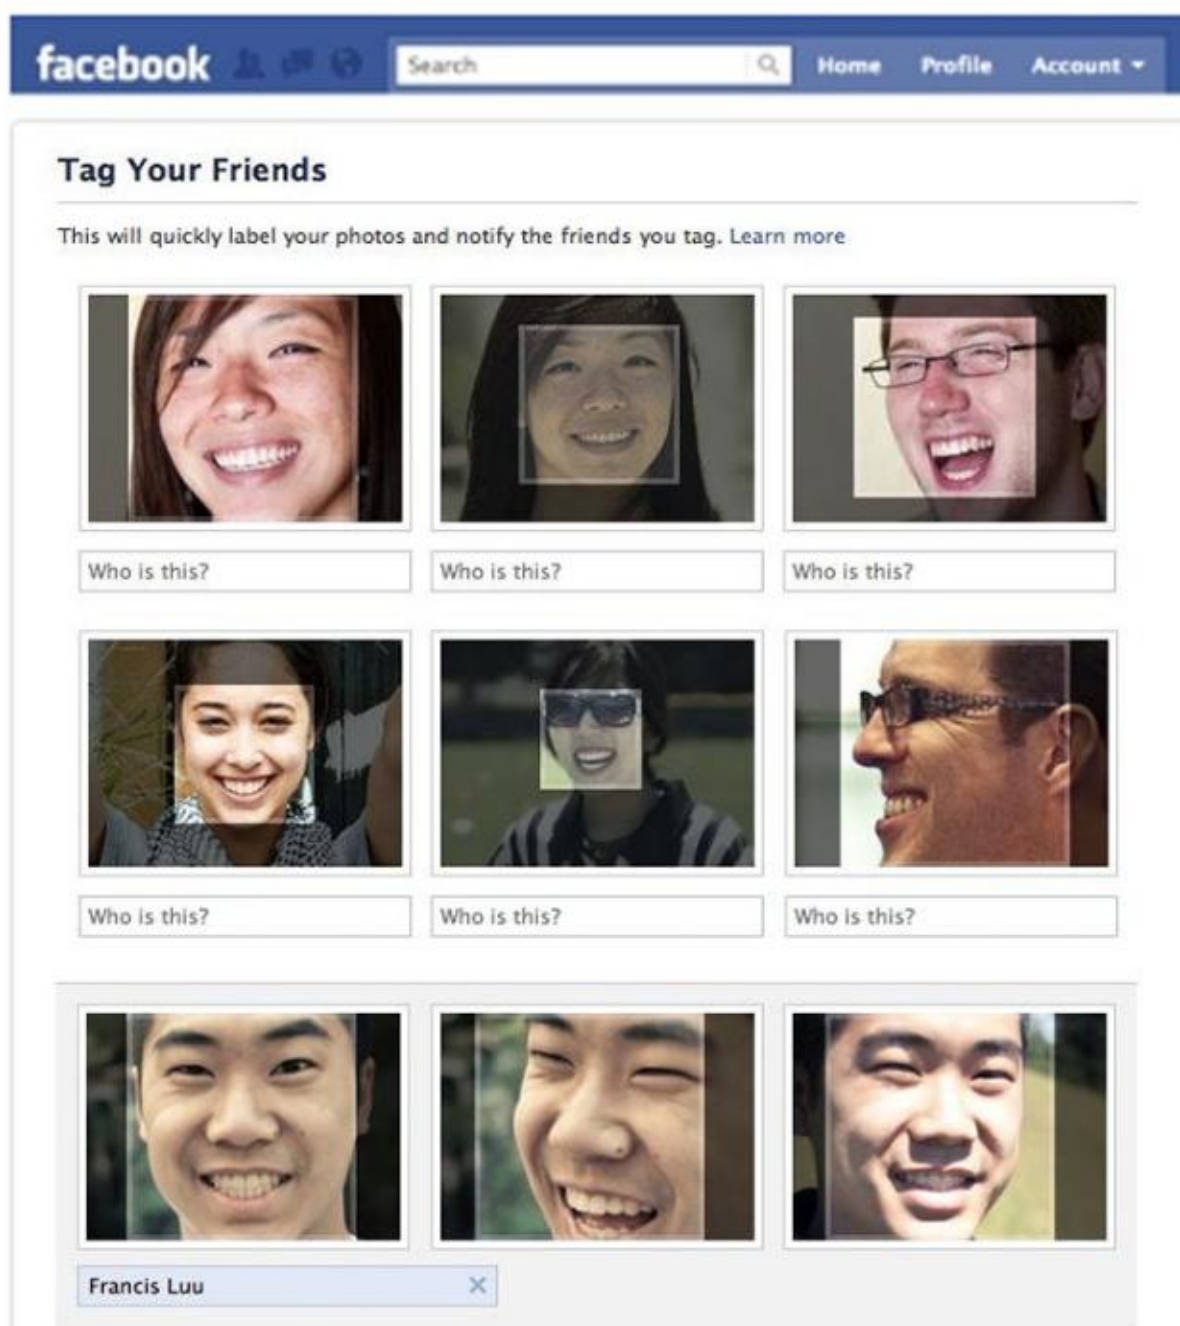 facebook Search Home Profile Account
Tag Your Friends
This will quickly label your photos and notify the friends you tag. Learn more
Who is this? Who is this? Who is this?
Who is this? Who is this? Who is this?
Francis Luu